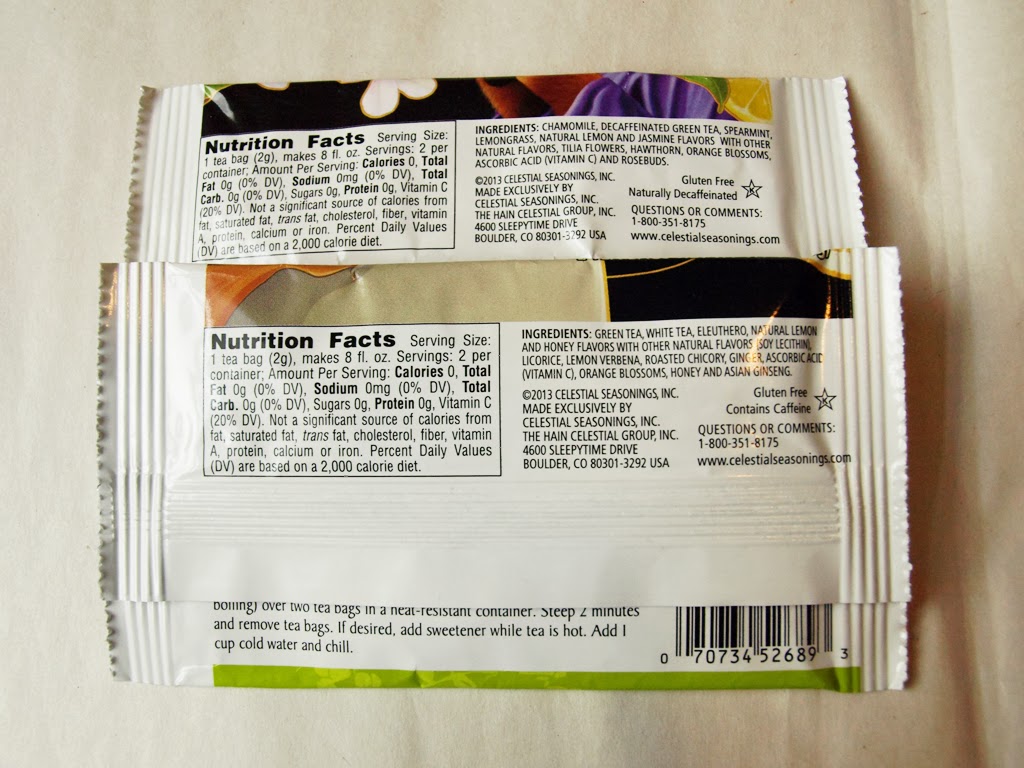 Nutrition Facts Serving Size:
1 tea bag (2g), makes 8 fl. oz. Servings: 2 per
container; Amount Per Serving: Calories 0, Total
Fat 0g (0% DV), Sodium 0mg (0% DV), Total
Carb. 0g (0% DV), Sugars 0g, Protein 0g, Vitamin C
(20% DV). Not a significant source of calories from
fat, saturated fat, trans fat, cholesterol, fiber, vitamin
A, protein, calcium or iron. Percent Daily Values
(DV) are based on a 2,000 calorie diet.
INGREDIENTS: CHAMOMILE, DECAFFEINATED GREEN TEA, SPEARMINT,
LEMONGRASS, NATURAL LEMON AND JASMINE FLAVORS WITH OTHER
NATURAL FLAVORS, TILIA FLOWERS, HAWTHORN, ORANGE BLOSSOMS,
ASCORBIC ACID (VITAMIN C) AND ROSEBUDS.
©2013 CELESTIAL SEASONINGS, INC.
MADE EXCLUSIVELY BY
CELESTIAL SEASONINGS, INC.
THE HAIN CELESTIAL GROUP, INC.
4600 SLEEPYTIME DRIVE
BOULDER, CO 80301-3292 USA
Gluten Free
Naturally Decaffeinated
K
QUESTIONS OR COMMENTS:
1-800-351-8175
www.celestialseasonings.com
Nutrition Facts Serving Size:
1 tea bag (2g), makes 8 fl. oz. Servings: 2 per
container; Amount Per Serving: Calories 0, Total
Fat 0g (0% DV), Sodium 0mg (0% DV), Total
Carb. 0g (0% DV), Sugars 0g, Protein 0g, Vitamin C
(20% DV). Not a significant source of calories from
fat, saturated fat, trans fat, cholesterol, fiber, vitamin
A, protein, calcium or iron. Percent Daily Values
(DV) are based on a 2,000 calorie diet.
INGREDIENTS: GREEN TEA, WHITE TEA, ELEUTHERO, NATURAL LEMON
AND HONEY FLAVORS WITH OTHER NATURAL FLAVORS (SOY LECITHIN),
LICORICE, LEMON VERBENA, ROASTED CHICORY, GINGER, ASCORBIC ACID
(VITAMIN C), ORANGE BLOSSOMS, HONEY AND ASIAN GINSENG.
©2013 CELESTIAL SEASONINGS, INC.
MADE EXCLUSIVELY BY
CELESTIAL SEASONINGS, INC.
THE HAIN CELESTIAL GROUP, INC.
4600 SLEEPYTIME DRIVE
BOULDER, CO 80301-3292 USA
Gluten Free
Contains Caffeine
K
QUESTIONS OR COMMENTS:
1-800-351-8175
www.celestialseasonings.com
boiling) over two tea bags in a heat-resistant container. Steep 2 minutes
and remove tea bags. If desired, add sweetener while tea is hot. Add 1
cup cold water and chill.
0 70734 52689 3